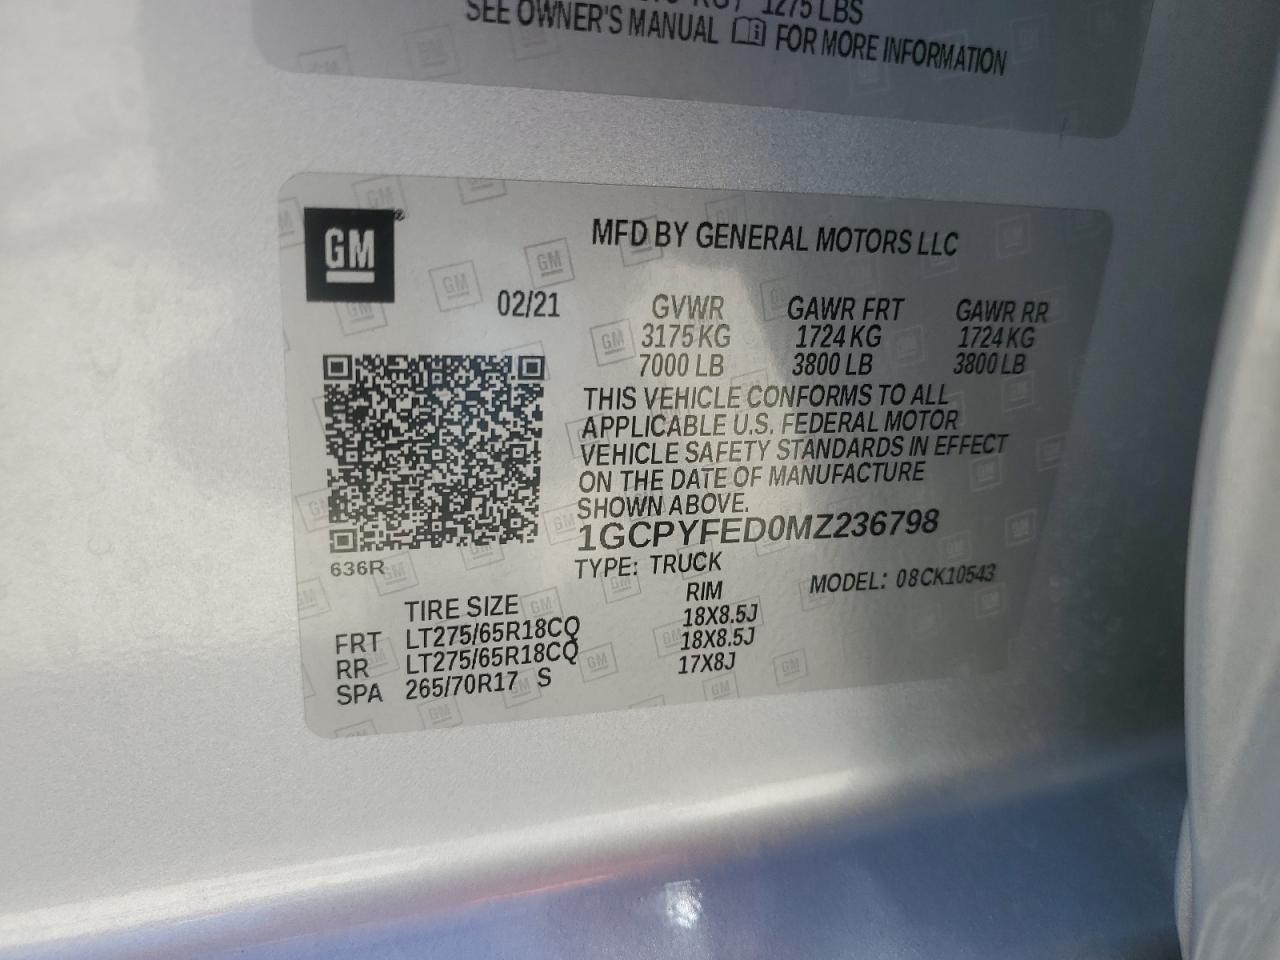 1275 LBS
SEE OWNER'S MANUAL FOR MORE INFORMATION
GM
MFD BY GENERAL MOTORS LLC
02/21
GVWR GAWR FRT GAWR RR
3175 KG 1724 KG 1724 KG
7000 LB 3800 LB 3800 LB
THIS VEHICLE CONFORMS TO ALL
APPLICABLE U.S. FEDERAL MOTOR
VEHICLE SAFETY STANDARDS IN EFFECT
ON THE DATE OF MANUFACTURE
SHOWN ABOVE.
1GCPYFED0MZ236798
TYPE: TRUCK MODEL: 08CK10543
636R
TIRE SIZE RIM
FRT LT275/65R18CQ 18X8.5J
RR LT275/65R18CQ 18X8.5J
SPA 265/70R17 S 17X8J